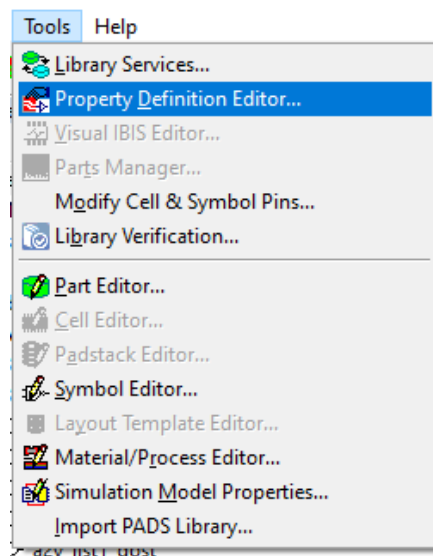 Tools Help
Library Services...
Property Definition Editor...
Visual IBIS Editor...
Parts Manager...
Modify Cell & Symbol Pins...
Library Verification...
Part Editor...
Cell Editor...
Padstack Editor...
Symbol Editor...
Layout Template Editor...
Material/Process Editor...
Simulation Model Properties...
Import PADS Library...